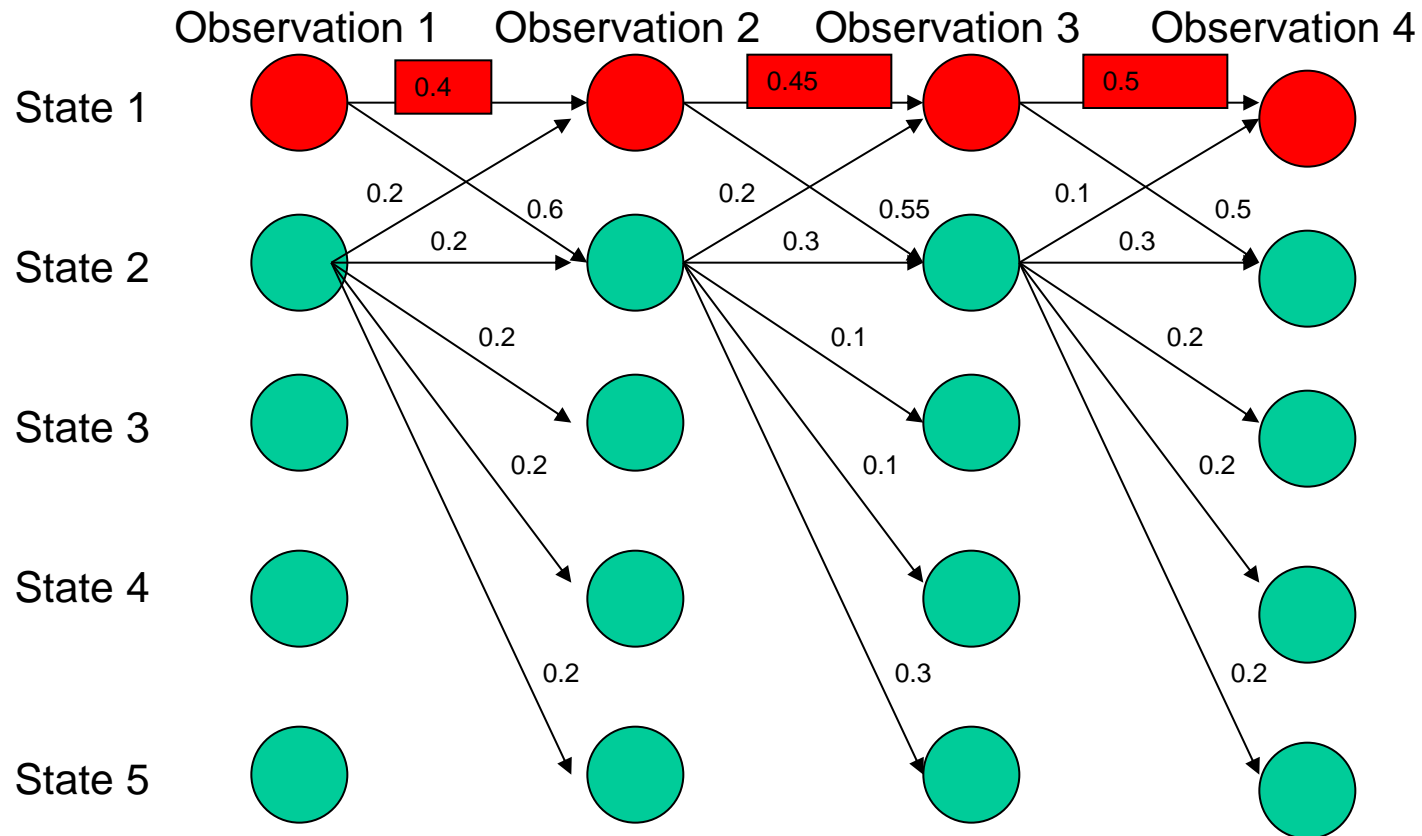 Observation 1 Observation 2 Observation 3 Observation 4
State 1
0.4 0.45 0.5
0.2 0.6 0.2 0.55 0.1 0.5
State 2
0.2 0.3 0.3
0.2 0.1 0.2
State 3
0.2 0.1 0.2
State 4
0.2 0.3 0.2
State 5